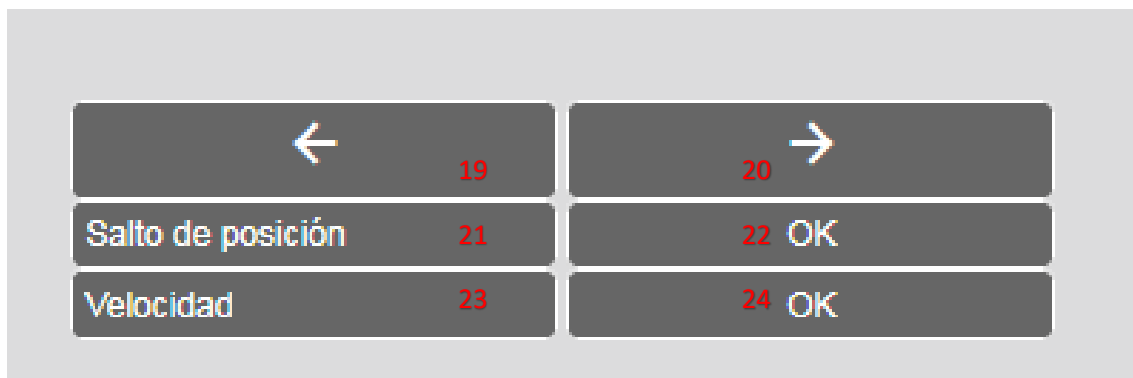 ← →
19 20
Salto de posición 21 22 OK
Velocidad 23 24 OK